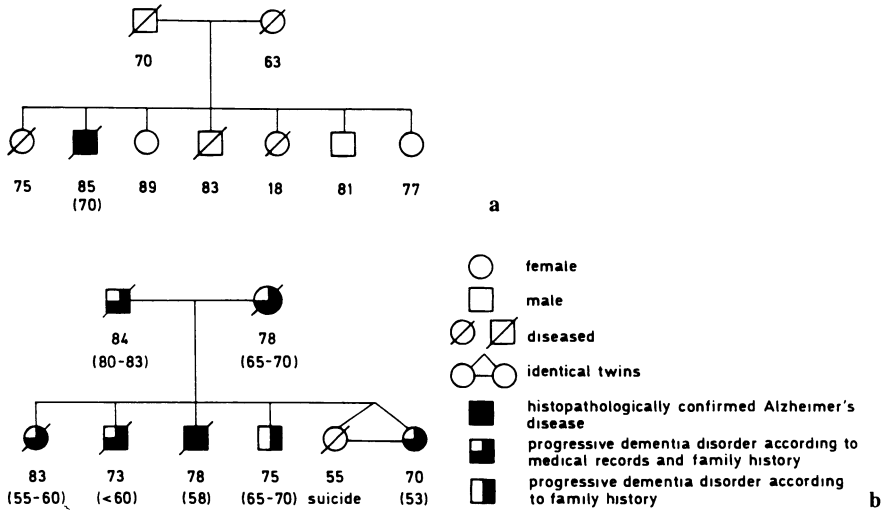 70 63
75 85 89 83 18 81 77
(70)
a
84 78
(80-83) (65-70)
83 73 78 75 55 70
(55-60) (<60) (58) (65-70) suicide (53)
female
male
diseased
identical twins
histopathologically confirmed Alzheimer's
disease
progressive dementia disorder according to
medical records and family history
progressive dementia disorder according
to family history
b